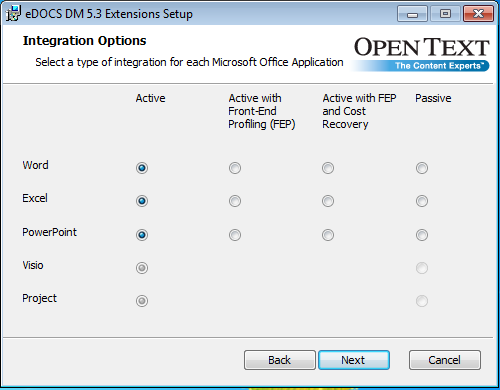 eDOCS DM 5.3 Extensions Setup
Integration Options
Select a type of integration for each Microsoft Office Application
OPEN TEXT
The Content Experts™
Active
Active with
Front-End
Profiling (FEP)
Active with FEP
and Cost
Recovery
Passive
Word
Excel
PowerPoint
Visio
Project
Back
Next
Cancel